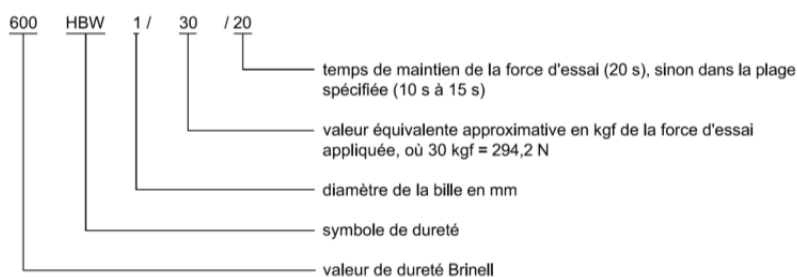 600 HBW 1 / 30 / 20
temps de maintien de la force d'essai (20 s), sinon dans la plage
spécifiée (10 s à 15 s)
valeur équivalente approximative en kgf de la force d'essai
appliquée, où 30 kgf = 294,2 N
diamètre de la bille en mm
symbole de dureté
valeur de dureté Brinell